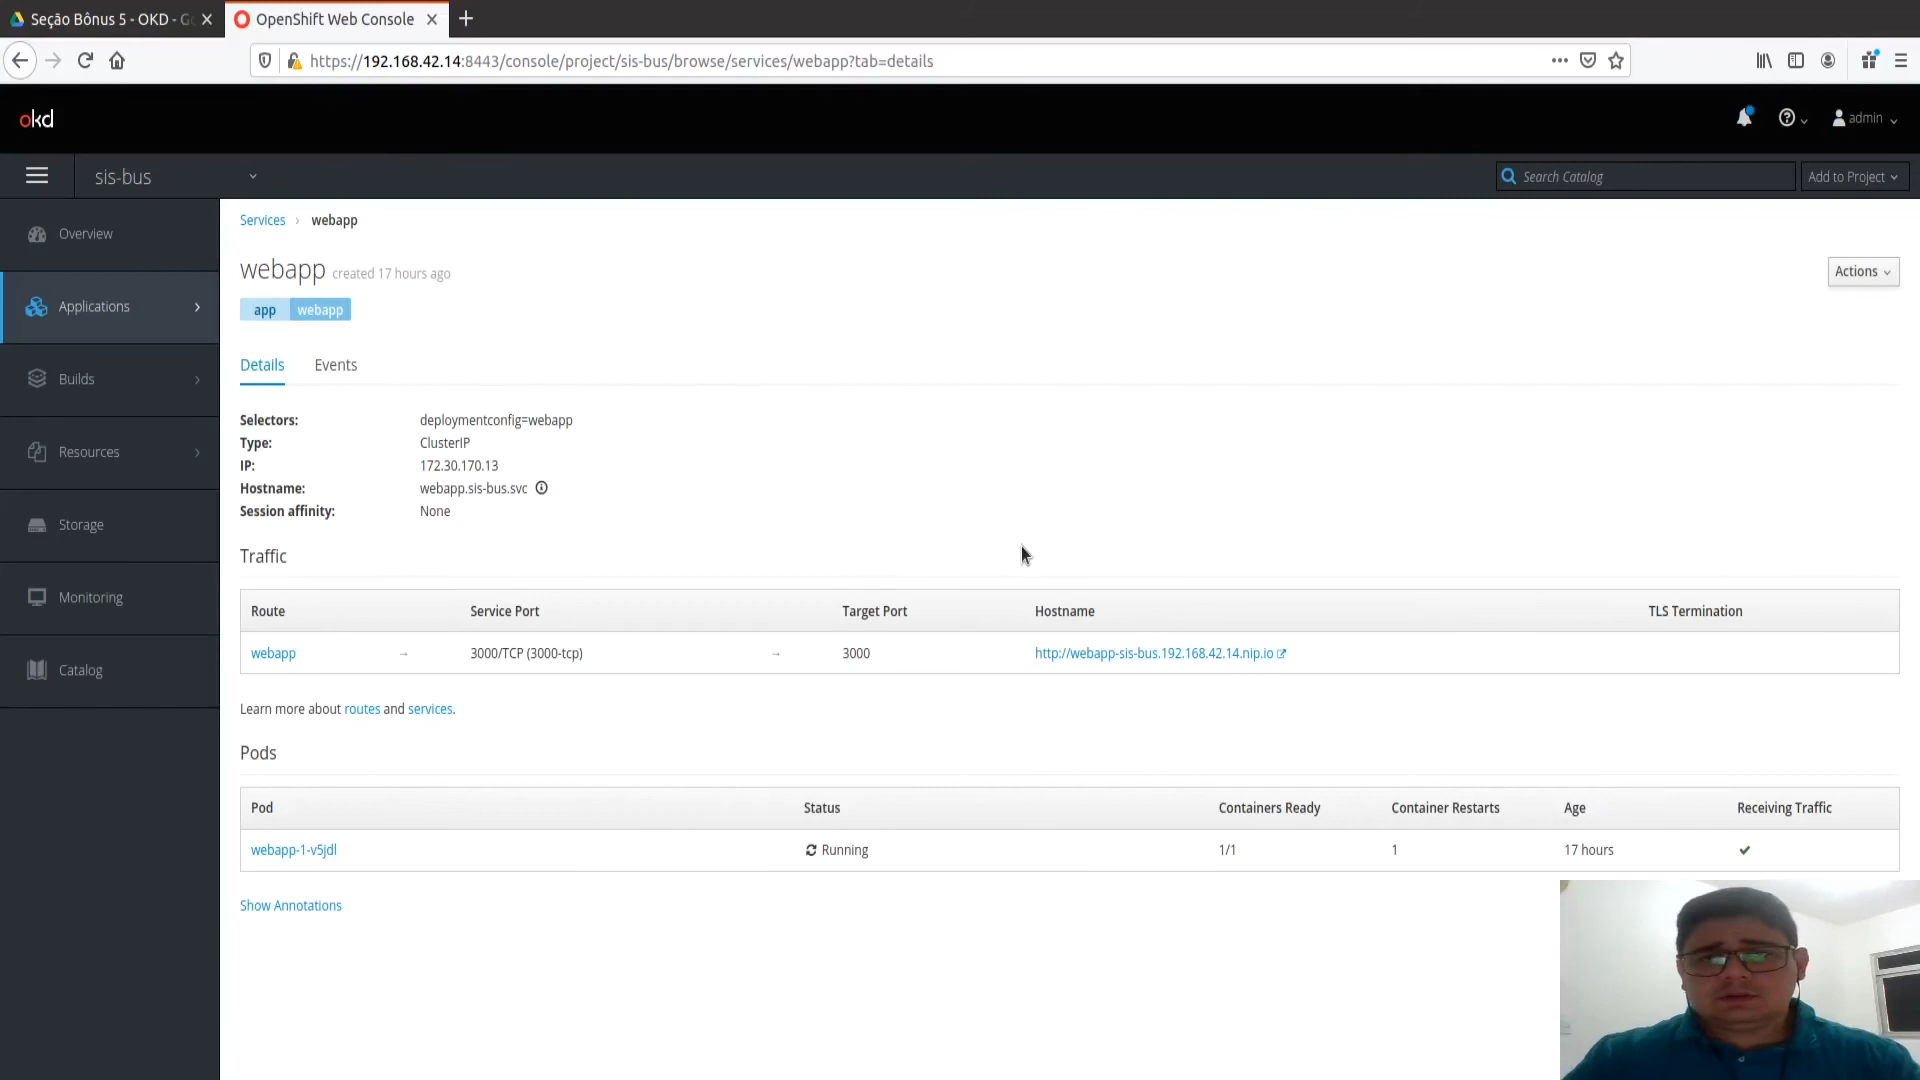 Seção Bônus 5 - OKD - G
OpenShift Web Console
https://192.168.42.14:8443/console/project/sis-bus/browse/services/webapp?tab=details
okd
admin
sis-bus
Search Catalog
Add to Project
Overview
Applications
Builds
Resources
Storage
Monitoring
Catalog
Services › webapp
webapp created 17 hours ago
Actions
app webapp
Details Events
Selectors: deploymentconfig=webapp
Type: ClusterIP
IP: 172.30.170.13
Hostname: webapp.sis-bus.svc
Session affinity: None
Traffic
Route Service Port Target Port Hostname TLS Termination
webapp → 3000/TCP (3000-tcp) → 3000 http://webapp-sis-bus.192.168.42.14.nip.io
Learn more about routes and services.
Pods
Pod Status Containers Ready Container Restarts Age Receiving Traffic
webapp-1-v5jdl Running 1/1 1 17 hours
Show Annotations